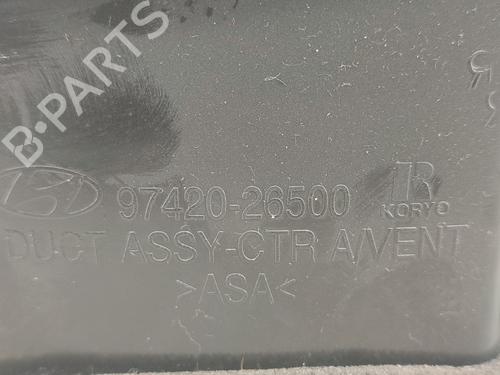 B-PARTS
97420-26500
KORYO
DUCT ASSY-CTR A/VENT
>ASA<